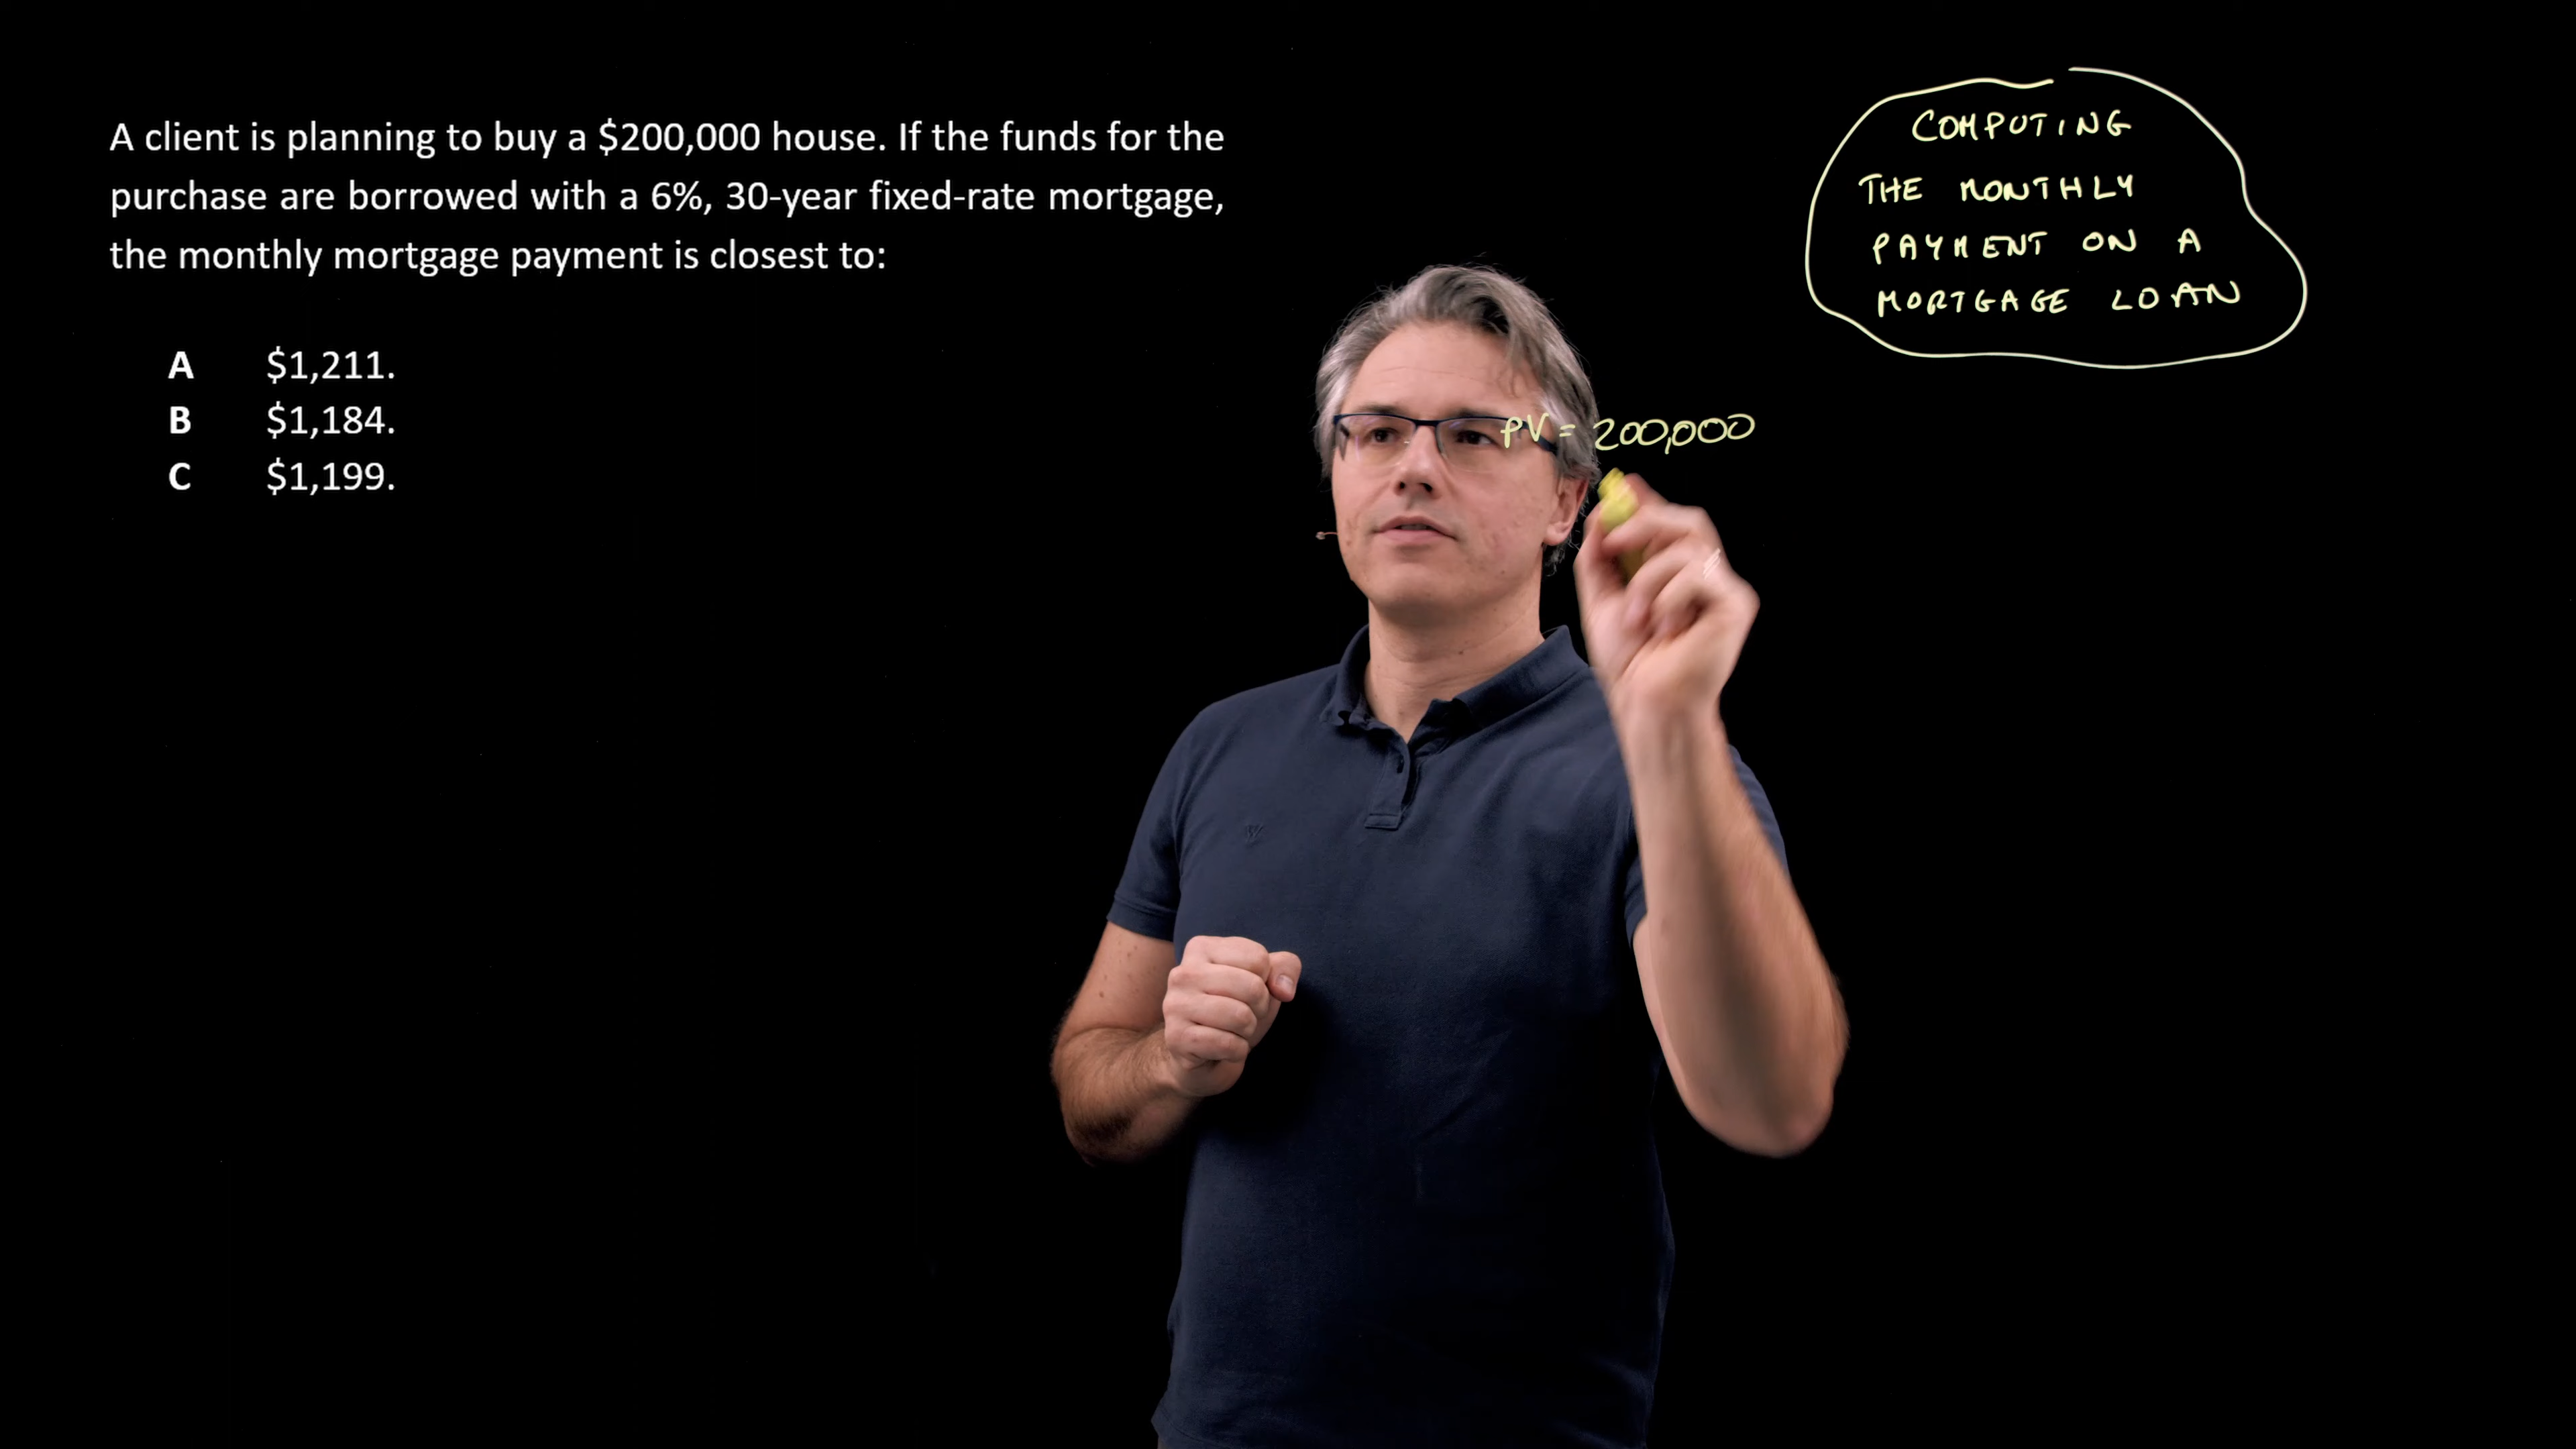 A client is planning to buy a $200,000 house. If the funds for the
purchase are borrowed with a 6%, 30-year fixed-rate mortgage,
the monthly mortgage payment is closest to:
A $1,211.
B $1,184.
C $1,199.
COMPUTING
THE MONTHLY
PAYMENT ON A
MORTGAGE LOAN
PV = 200,000